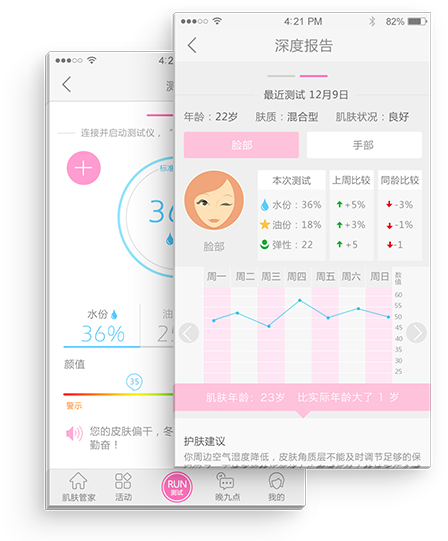 4:21 PM
82%
深度报告
最近测试 12月9日
年龄：22岁 肤质：混合型 肌肤状况：良好
脸部 手部
本次测试 上周比较 同龄比较
水份：36% +5% -3%
油份：18% +3% -1%
弹性：22 +5 -1
脸部
周一 周二 周三 周四 周五 周六 周日 数值
60
55
50
45
40
35
30
25
肌肤年龄：23岁 比实际年龄大了 1 岁
护肤建议
你周边空气湿度降低，皮肤角质层不能及时调节足够的保
4:2
测
连接并启动测试仪，“
标准
36
水份 油
36% 25
颜值
35
警示
您的皮肤偏干，冬
勤奋！
肌肤管家 活动 RUN 测试 晚九点 我的